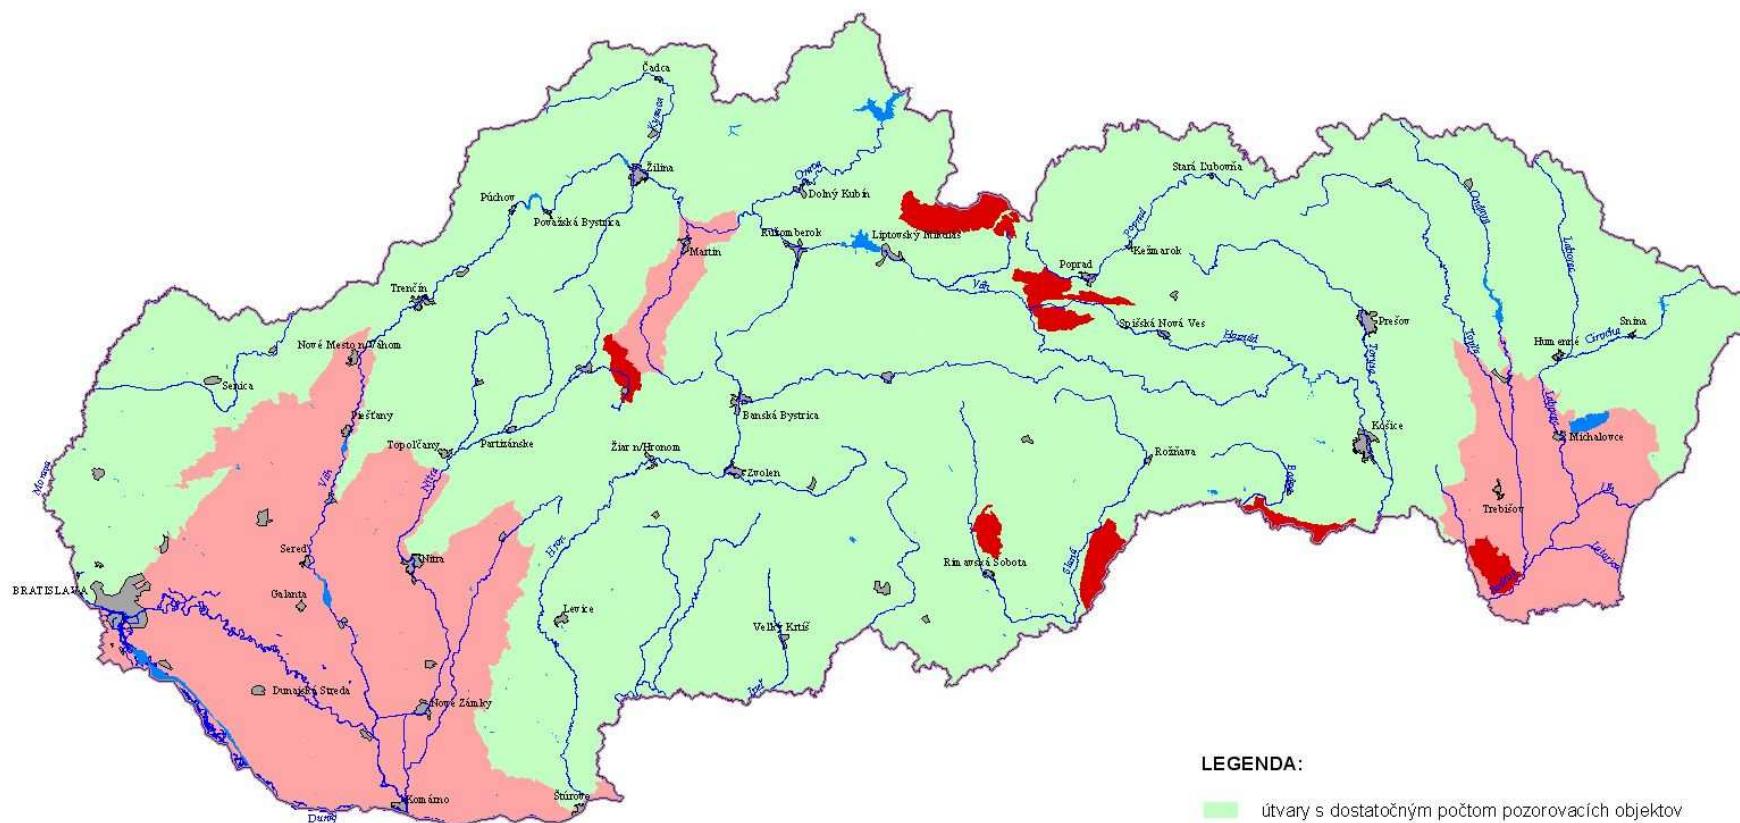 Čadca
Kysuca
Žilina
Orava
Dolný Kubín
Stará Ľubovňa
Púchov
Považská Bystrica
Poprad
Ondava
Laborec
Martin
Ružomberok
Liptovský Mikuláš
Kežmarok
Poprad
Trenčín
Váh
Spišská Nová Ves
Hornád
Prešov
Torysa
Topľa
Snina
Humenné
Cirocha
Nové Mesto n/Váhom
Senica
Piešťany
Topoľčany
Partizánske
Banská Bystrica
Žiar n/Hronom
Zvolen
Košice
Rožňava
Bodva
Laborec
Michalovce
Morava
Váh
Nitra
Uh
Trebišov
Hron
Slaná
Latorica
Sereď
Nitra
Rimavská Sobota
BRATISLAVA
Galanta
Levice
Veľký Krtíš
Ipeľ
Dunajská Streda
Nové Zámky
Komárno
Štúrovo
Dunaj
LEGENDA:
útvary s dostatočným počtom pozorovacích objektov